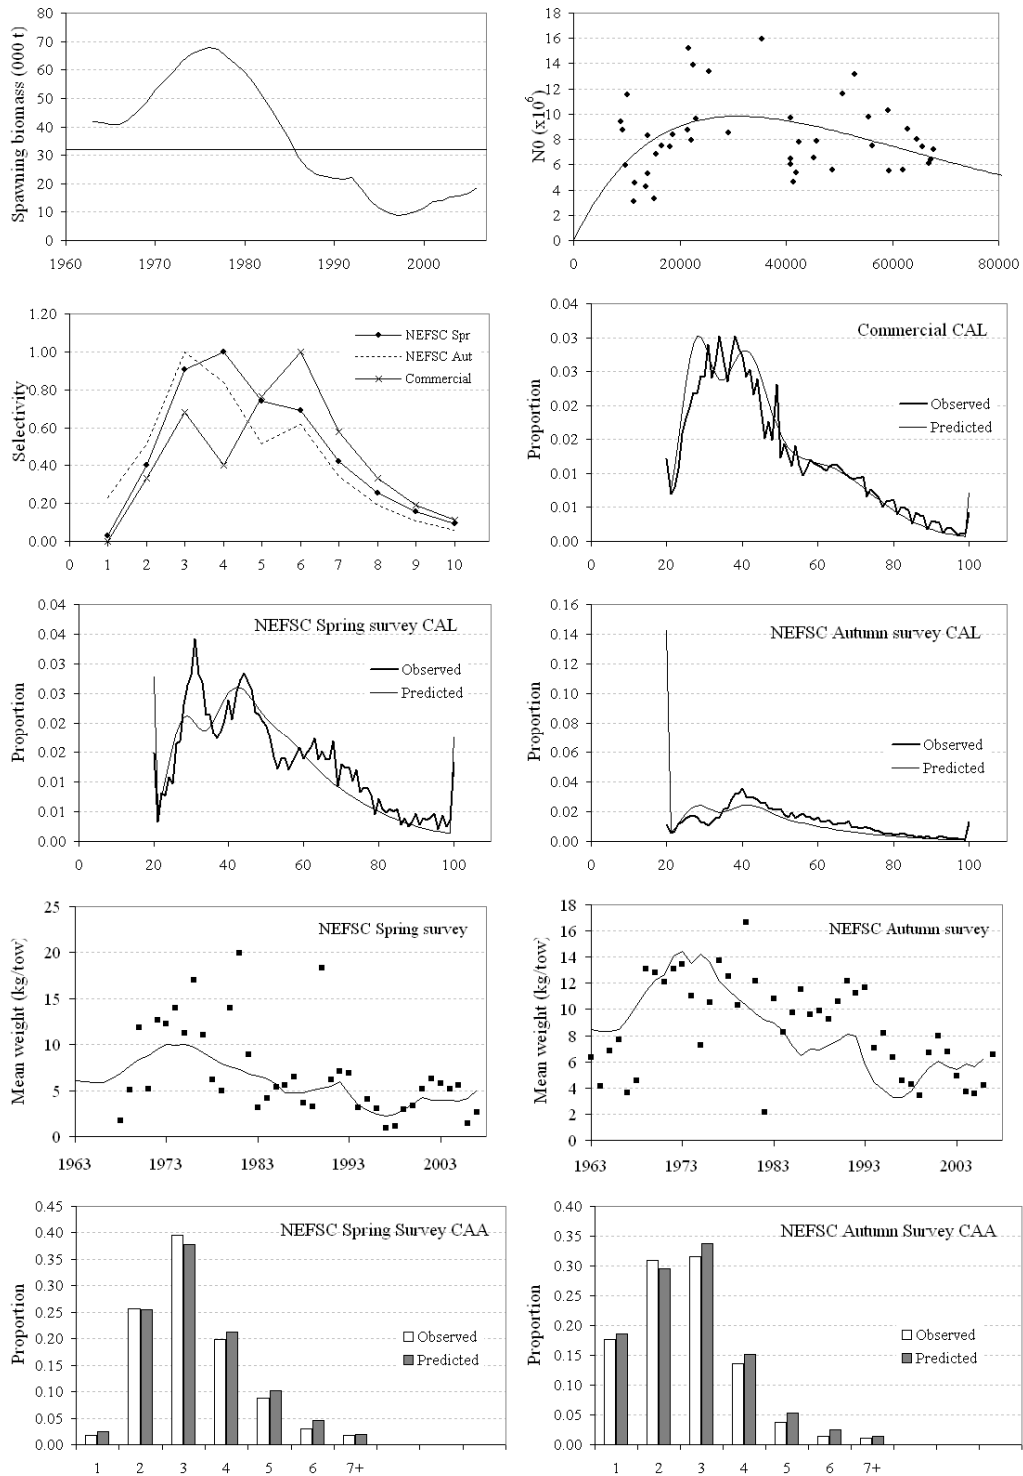 Spawning biomass (000 t)
80
70
60
50
40
30
20
10
0
1960 1970 1980 1990 2000
N0 (x10^6)
18
16
14
12
10
8
6
4
2
0
0 20000 40000 60000 80000
Selectivity
1.20
1.00
0.80
0.60
0.40
0.20
0.00
NEFSC Spr
NEFSC Aut
Commercial
0 1 2 3 4 5 6 7 8 9 10
Commercial CAL
Proportion
0.04
0.03
0.03
0.02
0.02
0.01
0.01
0.00
Observed
Predicted
0 20 40 60 80 100
NEFSC Spring survey CAL
Proportion
0.04
0.04
0.03
0.03
0.02
0.02
0.01
0.01
0.00
Observed
Predicted
0 20 40 60 80 100
NEFSC Autumn survey CAL
Proportion
0.16
0.14
0.12
0.10
0.08
0.06
0.04
0.02
0.00
Observed
Predicted
0 20 40 60 80 100
NEFSC Spring survey
Mean weight (kg/tow)
25
20
15
10
5
0
1963 1973 1983 1993 2003
NEFSC Autumn survey
Mean weight (kg/tow)
18
16
14
12
10
8
6
4
2
0
1963 1973 1983 1993 2003
NEFSC Spring Survey CAA
Proportion
0.45
0.40
0.35
0.30
0.25
0.20
0.15
0.10
0.05
0.00
Observed
Predicted
1 2 3 4 5 6 7+
NEFSC Autumn Survey CAA
Proportion
0.40
0.35
0.30
0.25
0.20
0.15
0.10
0.05
0.00
Observed
Predicted
1 2 3 4 5 6 7+